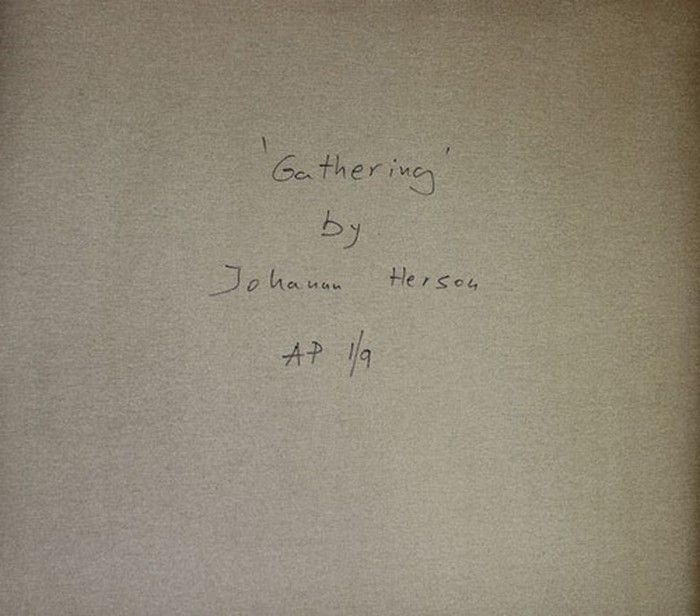 'Gathering'
by
Johanan Herson
AP 1/9